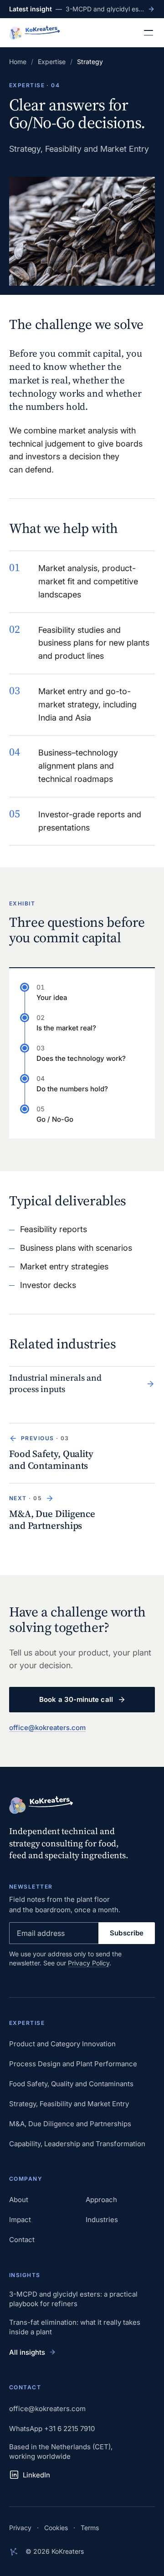 Latest insight — 3-MCPD and glycidyl es... →
KoKreaters.
Home / Expertise / Strategy
EXPERTISE · 04
Clear answers for
Go/No-Go decisions.
Strategy, Feasibility and Market Entry
The challenge we solve
Before you commit capital, you
need to know whether the
market is real, whether the
technology works and whether
the numbers hold.
We combine market analysis with
technical judgement to give boards
and investors a decision they
can defend.
What we help with
01 Market analysis, product-
market fit and competitive
landscapes
02 Feasibility studies and
business plans for new plants
and product lines
03 Market entry and go-to-
market strategy, including
India and Asia
04 Business–technology
alignment plans and
technical roadmaps
05 Investor-grade reports and
presentations
EXHIBIT
Three questions before
you commit capital
01
Your idea
02
Is the market real?
03
Does the technology work?
04
Do the numbers hold?
05
Go / No-Go
Typical deliverables
— Feasibility reports
— Business plans with scenarios
— Market entry strategies
— Investor decks
Related industries
Industrial minerals and
process inputs →
← PREVIOUS · 03
Food Safety, Quality
and Contaminants
NEXT · 05 →
M&A, Due Diligence
and Partnerships
Have a challenge worth
solving together?
Tell us about your product, your plant
or your decision.
Book a 30-minute call →
office@kokreaters.com
KoKreaters.
Independent technical and
strategy consulting for food,
feed and specialty ingredients.
NEWSLETTER
Field notes from the plant floor
and the boardroom, once a month.
Email address Subscribe
We use your address only to send the
newsletter. See our Privacy Policy.
EXPERTISE
Product and Category Innovation
Process Design and Plant Performance
Food Safety, Quality and Contaminants
Strategy, Feasibility and Market Entry
M&A, Due Diligence and Partnerships
Capability, Leadership and Transformation
COMPANY
About Approach
Impact Industries
Contact
INSIGHTS
3-MCPD and glycidyl esters: a practical
playbook for refiners
Trans-fat elimination: what it really takes
inside a plant
All insights →
CONTACT
office@kokreaters.com
WhatsApp +31 6 2215 7910
Based in the Netherlands (CET),
working worldwide
LinkedIn
Privacy · Cookies · Terms
© 2026 KoKreaters